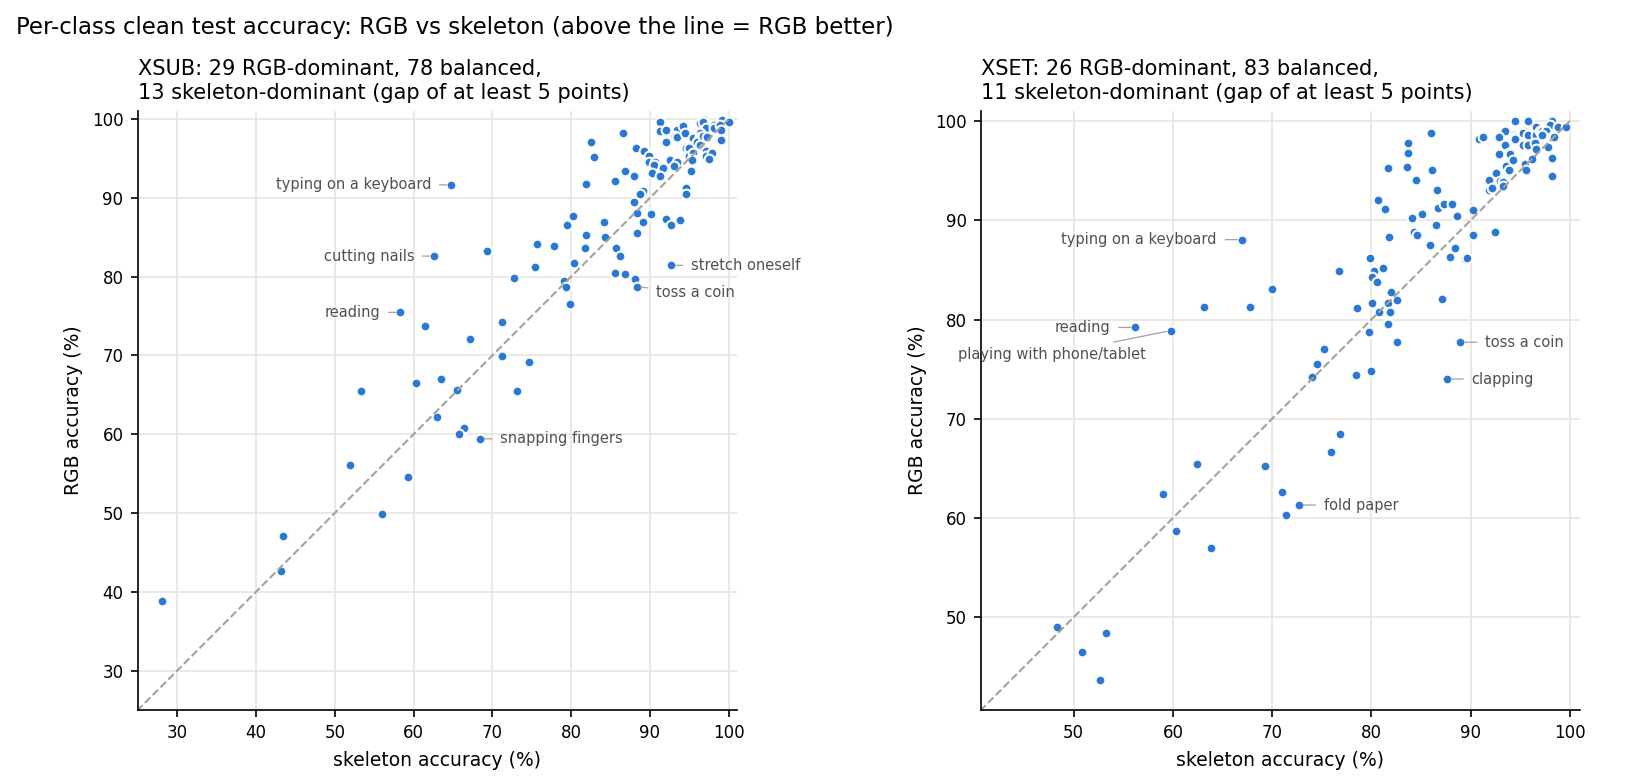 Per-class clean test accuracy: RGB vs skeleton (above the line = RGB better)
XSUB: 29 RGB-dominant, 78 balanced,
13 skeleton-dominant (gap of at least 5 points)
100
90
80
70
60
50
40
30
RGB accuracy (%)
typing on a keyboard
cutting nails
reading
stretch oneself
toss a coin
snapping fingers
30
40
50
60
70
80
90
100
skeleton accuracy (%)
XSET: 26 RGB-dominant, 83 balanced,
11 skeleton-dominant (gap of at least 5 points)
100
90
80
70
60
50
RGB accuracy (%)
typing on a keyboard
reading
playing with phone/tablet
toss a coin
clapping
fold paper
50
60
70
80
90
100
skeleton accuracy (%)